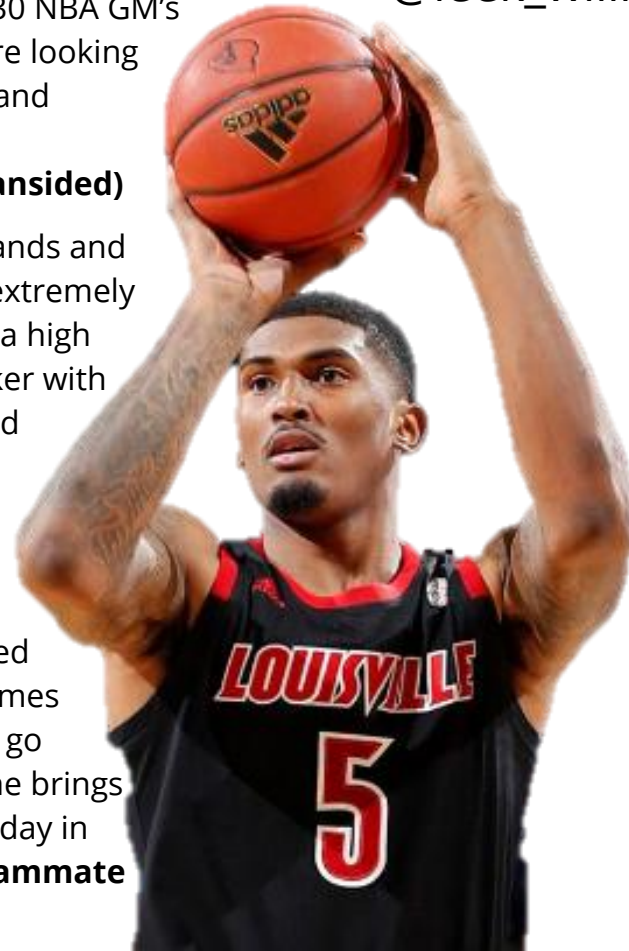 30 NBA GM's
re looking
and
ansided)
ands and
extremely
a high
ker with
d
adidas
LOUISVILLE
5
ed
mes
go
e brings
day in
ammate